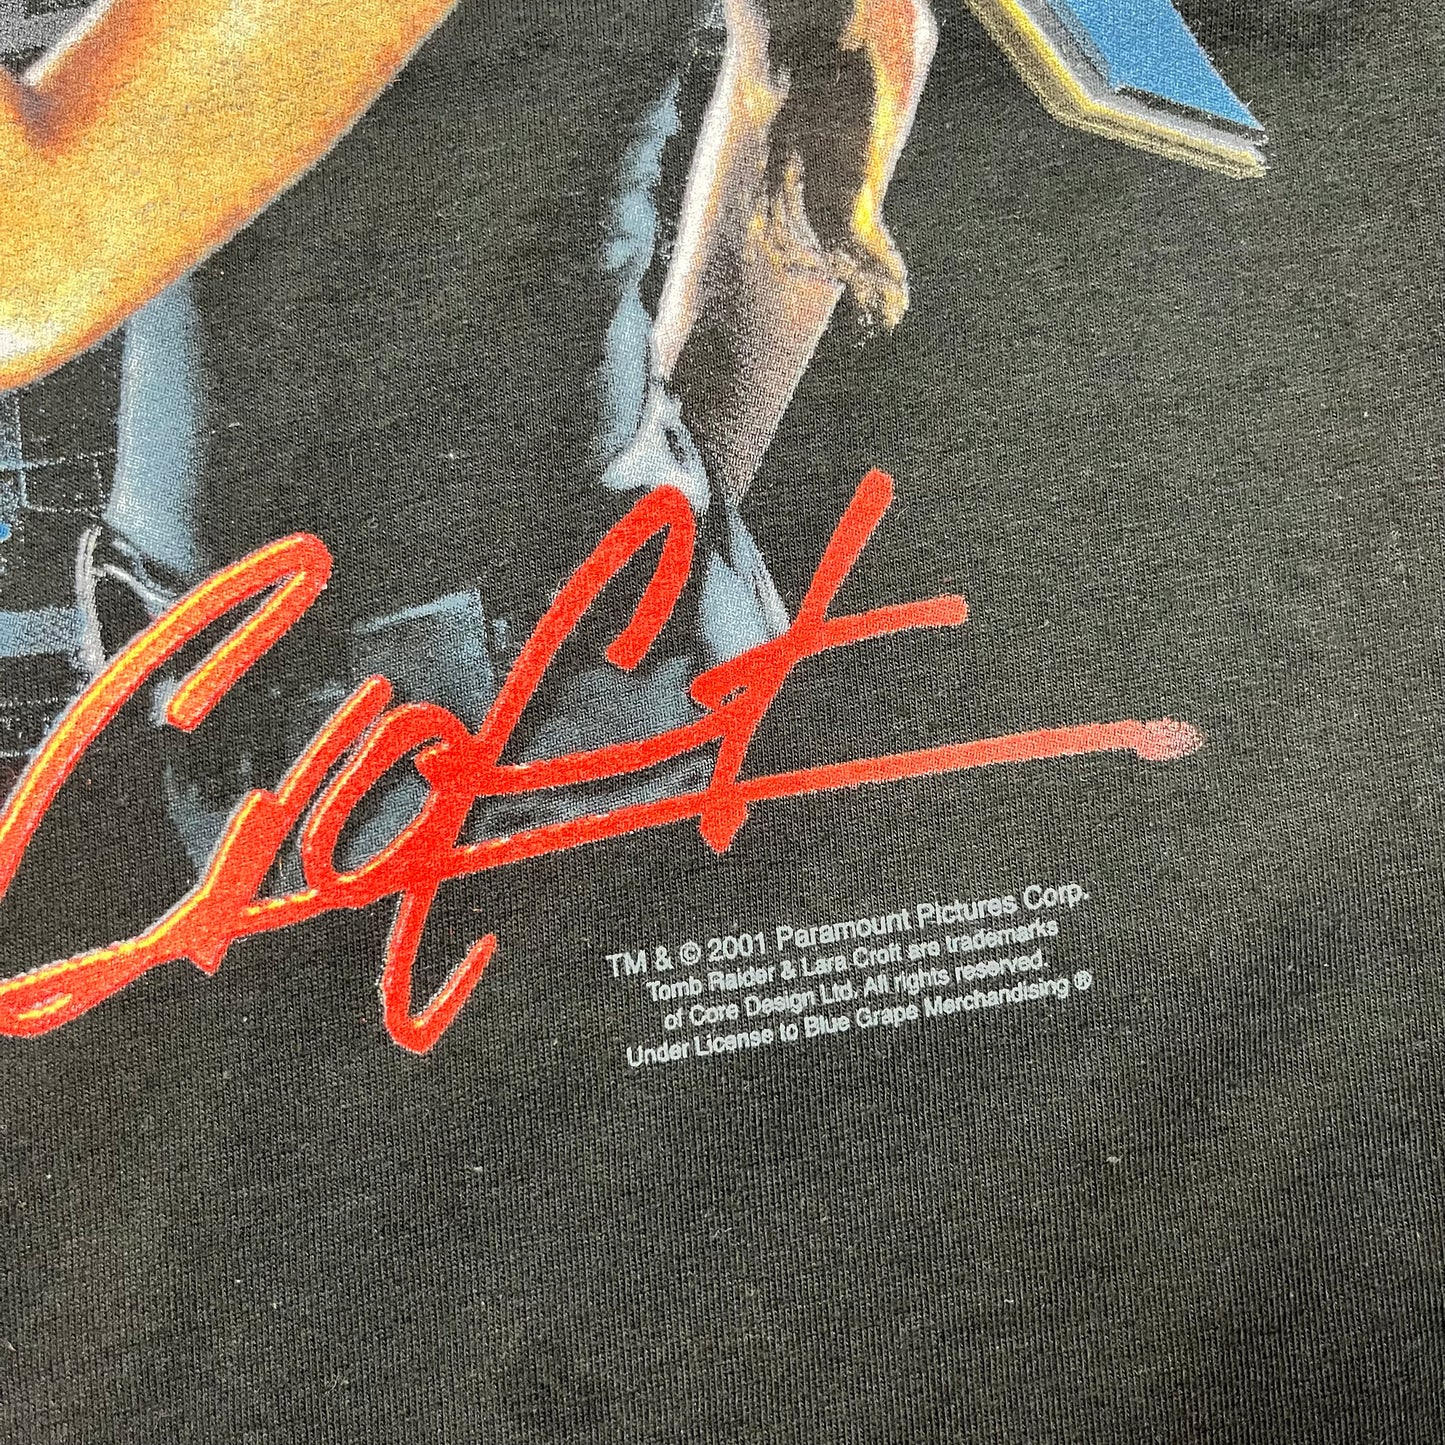 Croft
TM & © 2001 Paramount Pictures Corp.
Tomb Raider & Lara Croft are trademarks
of Core Design Ltd. All rights reserved.
Under License to Blue Grape Merchandising ®